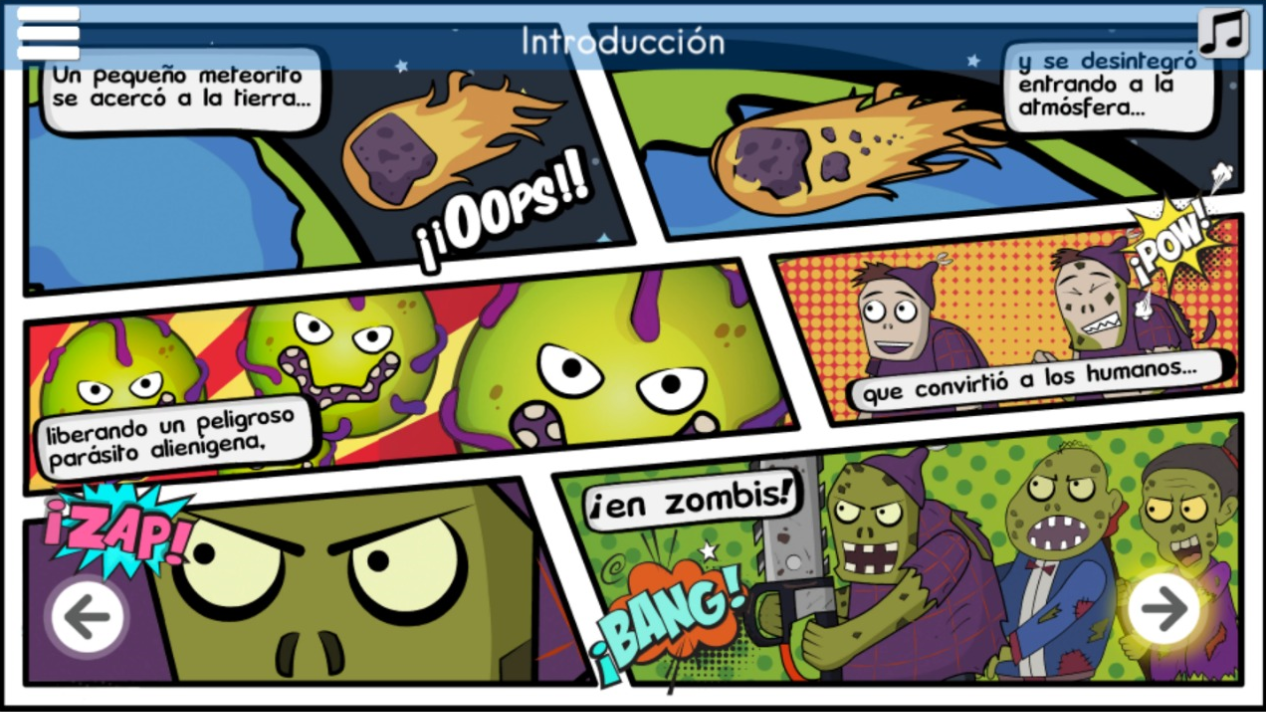 Introducción
Un pequeño meteorito
se acercó a la tierra...
¡¡OOPS!!
y se desintegró
entrando a la
atmósfera...
liberando un peligroso
parásito alienígena,
¡POW!
que convirtió a los humanos...
¡ZAP!
¡en zombis!
¡BANG!